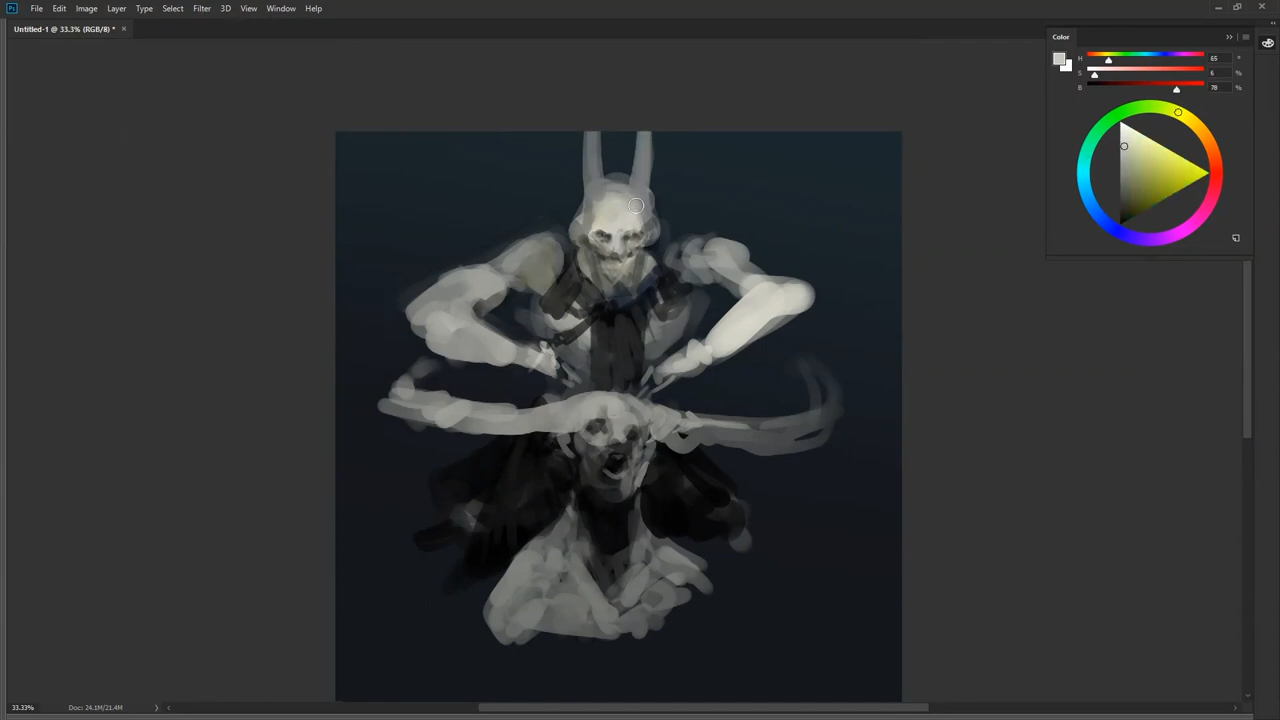 Ps File Edit Image Layer Type Select Filter 3D View Window Help
Untitled-1 @ 33.3% (RGB/8) * ×
Color
H 65 °
S 6 %
B 78 %
33.33% Doc: 24.1M/21.4M